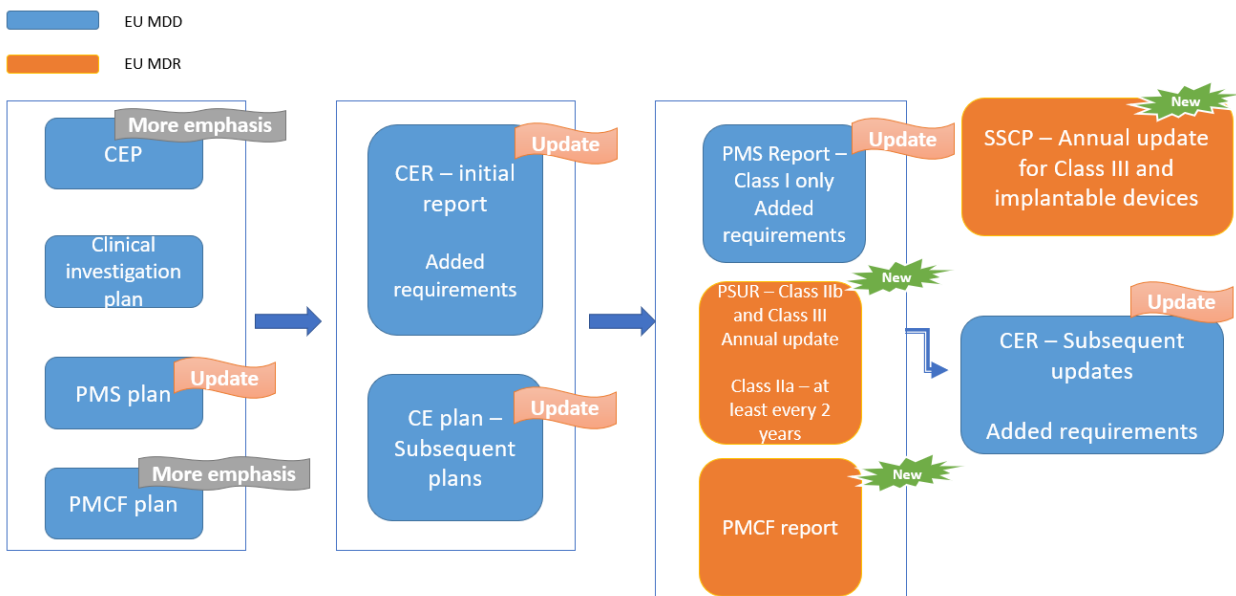 EU MDD
EU MDR
More emphasis
CEP
Clinical
investigation
plan
Update
PMS plan
More emphasis
PMCF plan
Update
CER – initial
report
Added
requirements
Update
CE plan –
Subsequent
plans
Update
PMS Report –
Class I only
Added
requirements
New
PSUR – Class IIb
and Class III
Annual update
Class IIa – at
least every 2
years
New
PMCF report
New
SSCP – Annual update
for Class III and
implantable devices
Update
CER – Subsequent
updates
Added requirements